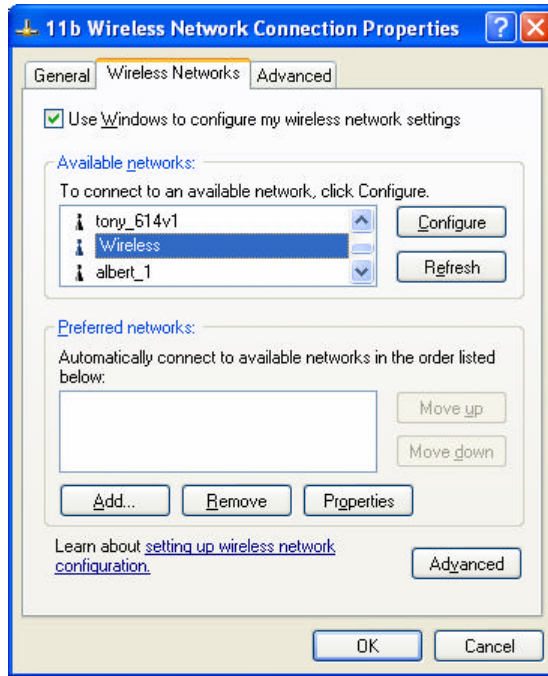 11b Wireless Network Connection Properties
General Wireless Networks Advanced
Use Windows to configure my wireless network settings
Available networks:
To connect to an available network, click Configure.
tony_614v1
Wireless
albert_1
Configure
Refresh
Preferred networks:
Automatically connect to available networks in the order listed
below:
Move up
Move down
Add... Remove Properties
Learn about setting up wireless network
configuration.
Advanced
OK Cancel